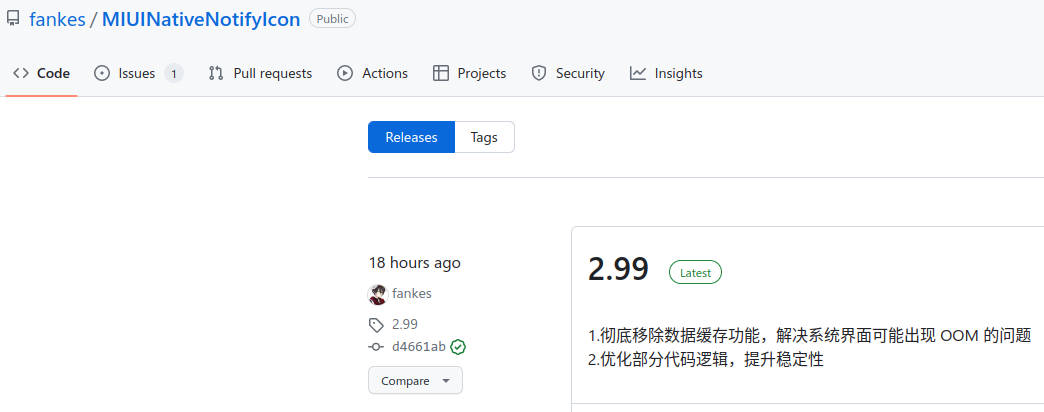 fankes / MIUINativeNotifyIcon Public
Code Issues 1 Pull requests Actions Projects Security Insights
Releases Tags
18 hours ago
fankes
2.99
d4661ab
Compare
2.99 Latest
1.彻底移除数据缓存功能，解决系统界面可能出现 OOM 的问题
2.优化部分代码逻辑，提升稳定性